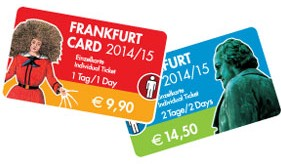 FRANKFURT
CARD 2014/15
Einzelkarte
Individual Ticket
1 Tag/1 Day
€ 9,90
KFURT
2014/15
Einzelkarte
Individual Ticket
2 Tage/2 Days
€ 14,50